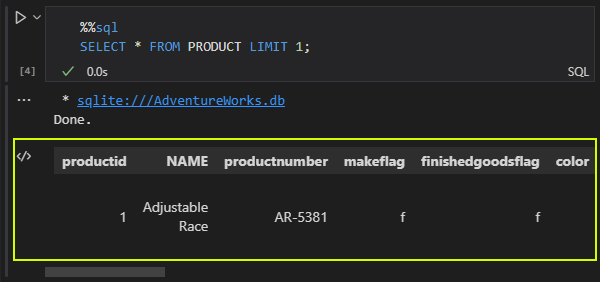 %%sql
SELECT * FROM PRODUCT LIMIT 1;
[4] 0.0s SQL
* sqlite:///AdventureWorks.db
Done.
productid NAME productnumber makeflag finishedgoodsflag color
1 Adjustable Race AR-5381 f f